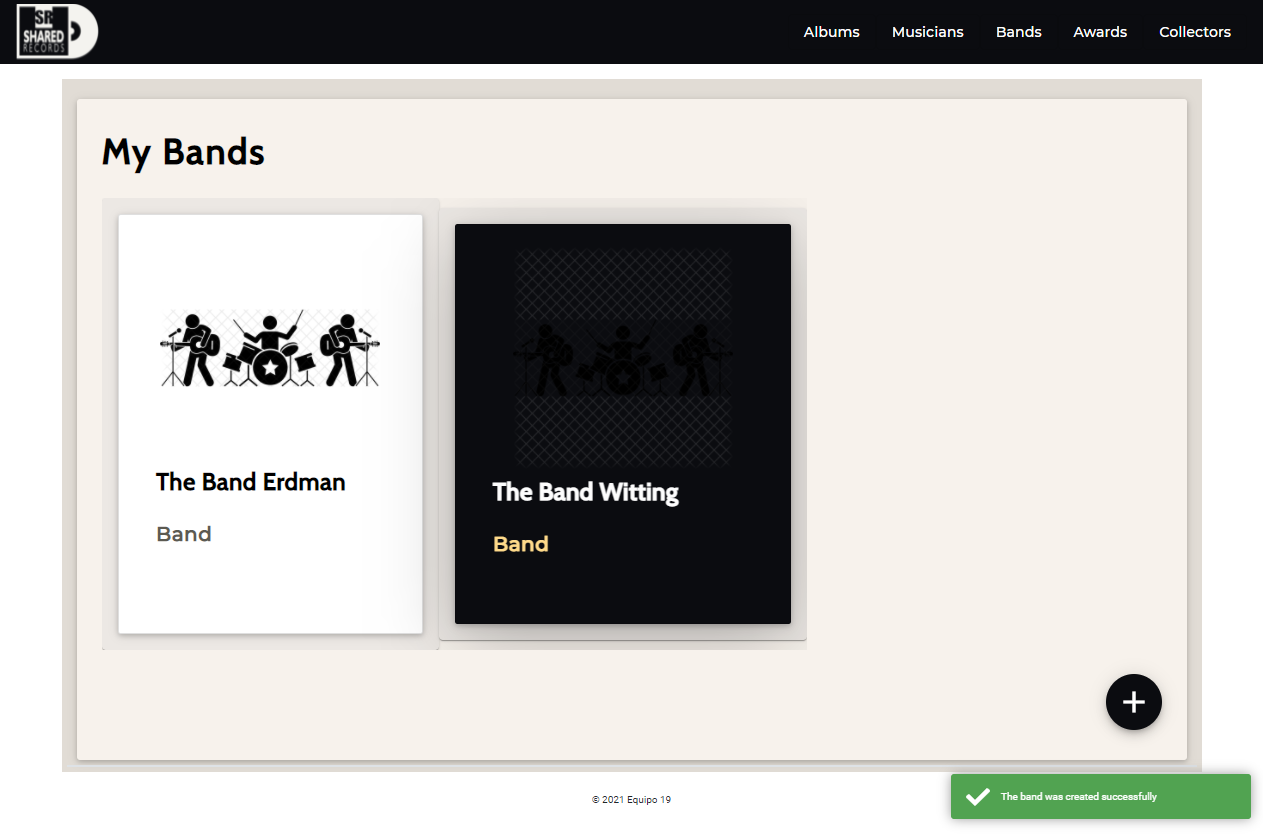 SR
SHARED
RECORDS
Albums
Musicians
Bands
Awards
Collectors
My Bands
The Band Erdman
Band
The Band Witting
Band
© 2021 Equipo 19
The band was created successfully